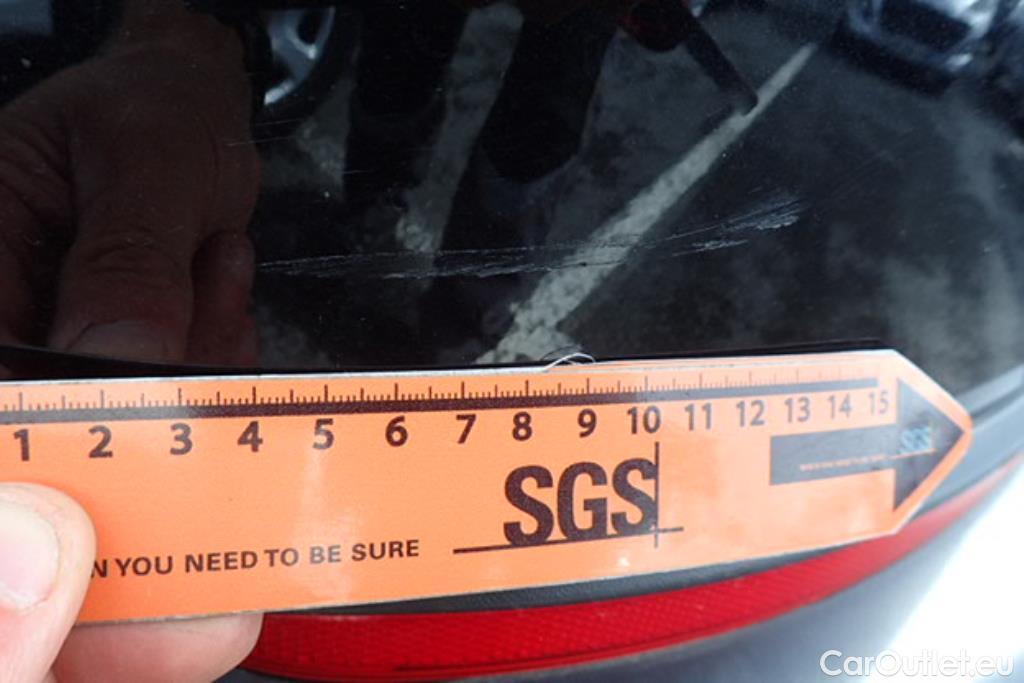 1 2 3 4 5 6 7 8 9 10 11 12 13 14 15
SGS
SGS
N YOU NEED TO BE SURE
CarOutlet.eu